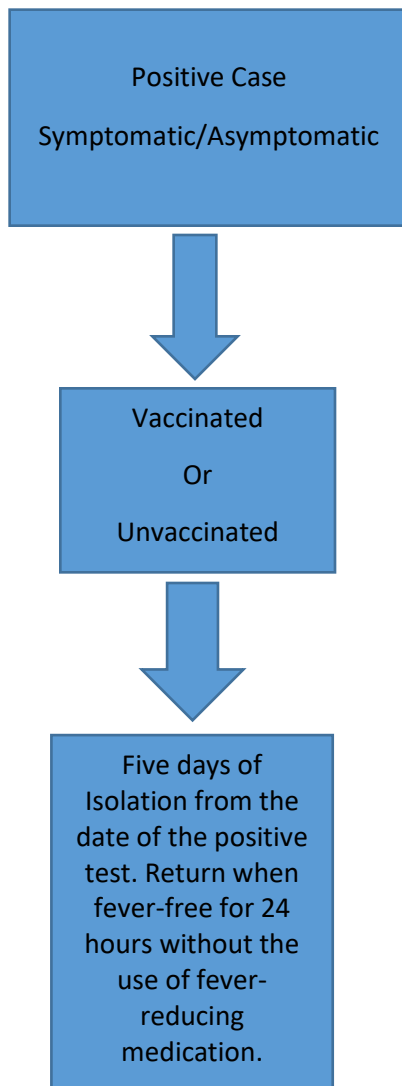 Positive Case
Symptomatic/Asymptomatic
Vaccinated
Or
Unvaccinated
Five days of
Isolation from the
date of the positive
test. Return when
fever-free for 24
hours without the
use of fever-
reducing
medication.